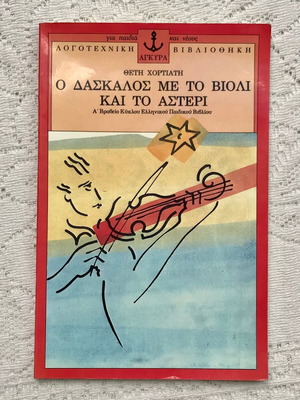 για παιδιά και νέους
ΛΟΓΟΤΕΧΝΙΚΗ ΒΙΒΛΙΟΘΗΚΗ
ΑΓΚΥΡΑ
ΘΕΤΗ ΧΟΡΤΙΑΤΗ
Ο ΔΑΣΚΑΛΟΣ ΜΕ ΤΟ ΒΙΟΛΙ
ΚΑΙ ΤΟ ΑΣΤΕΡΙ
Α' Βραβείο Κύκλου Ελληνικού Παιδικού Βιβλίου